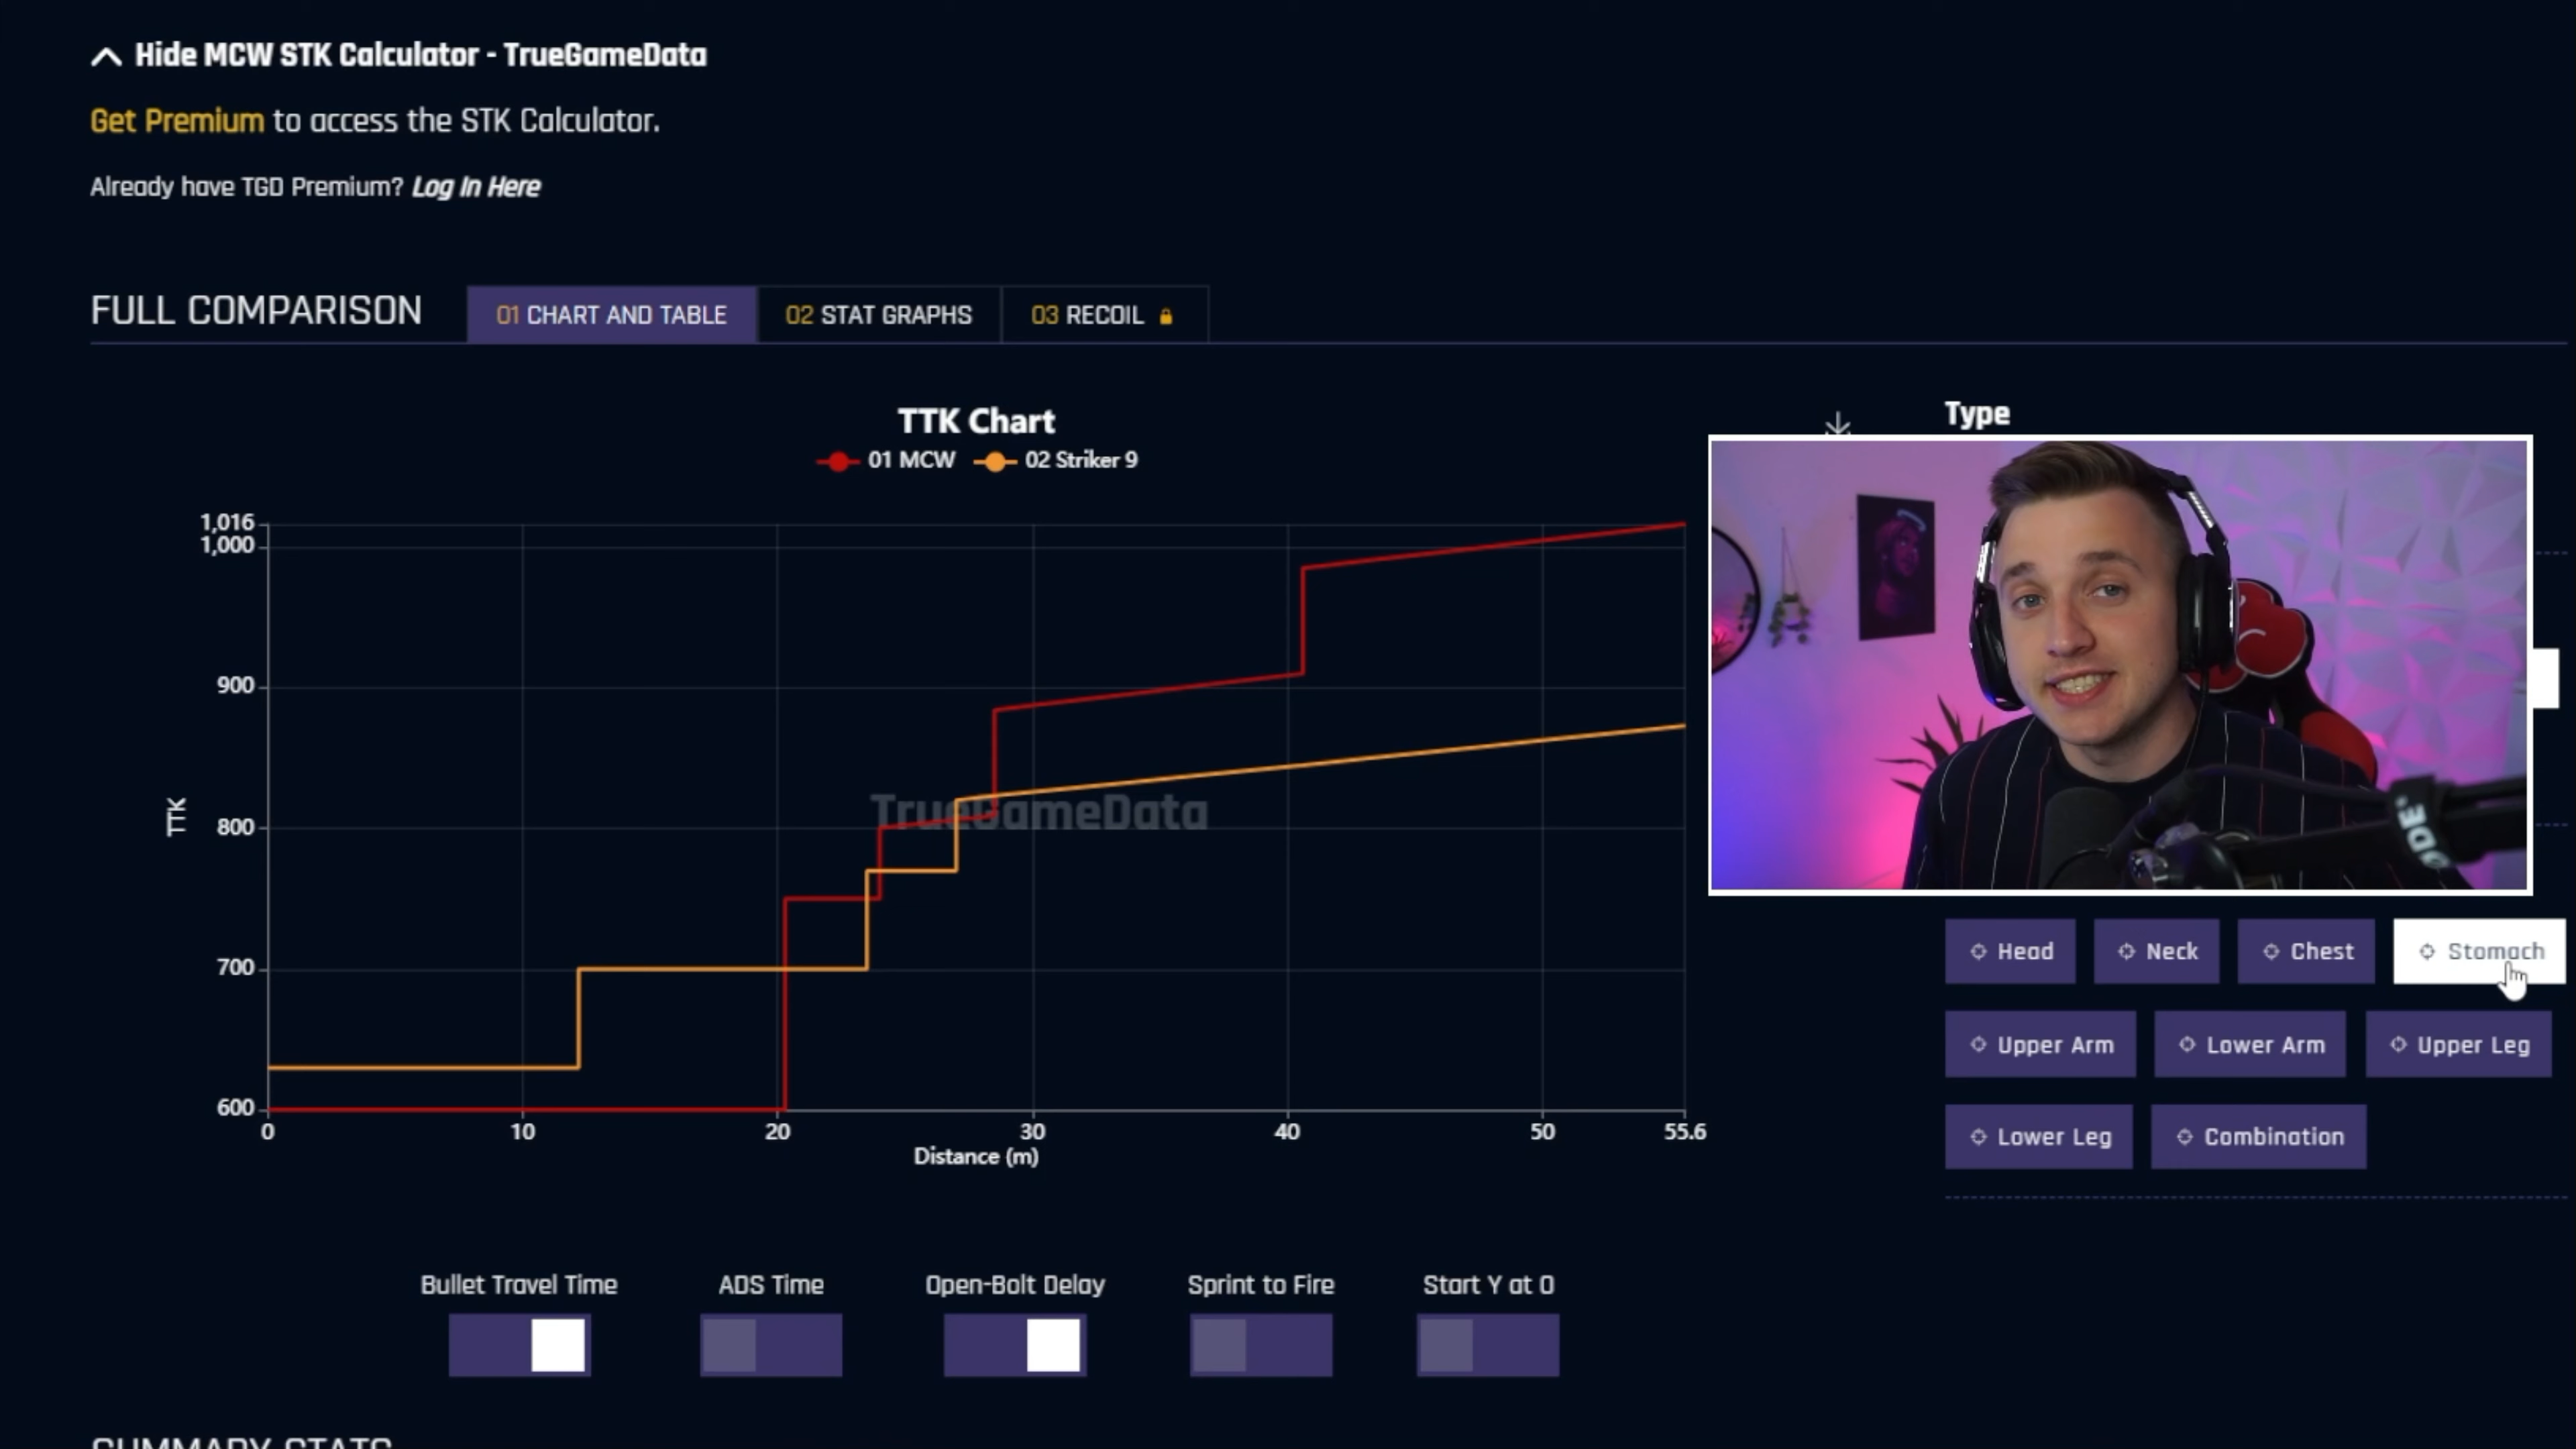 Hide MCW STK Calculator - TrueGameData
Get Premium to access the STK Calculator.
Already have TGD Premium? Log In Here
FULL COMPARISON
01 CHART AND TABLE
02 STAT GRAPHS
03 RECOIL
TTK Chart
01 MCW
02 Striker 9
Type
1,016
1,000
900
800
700
600
TTK
TrueGameData
0
10
20
30
40
50
55.6
Distance (m)
Head
Neck
Chest
Stomach
Upper Arm
Lower Arm
Upper Leg
Lower Leg
Combination
Bullet Travel Time
ADS Time
Open-Bolt Delay
Sprint to Fire
Start Y at 0
SUMMARY STATS